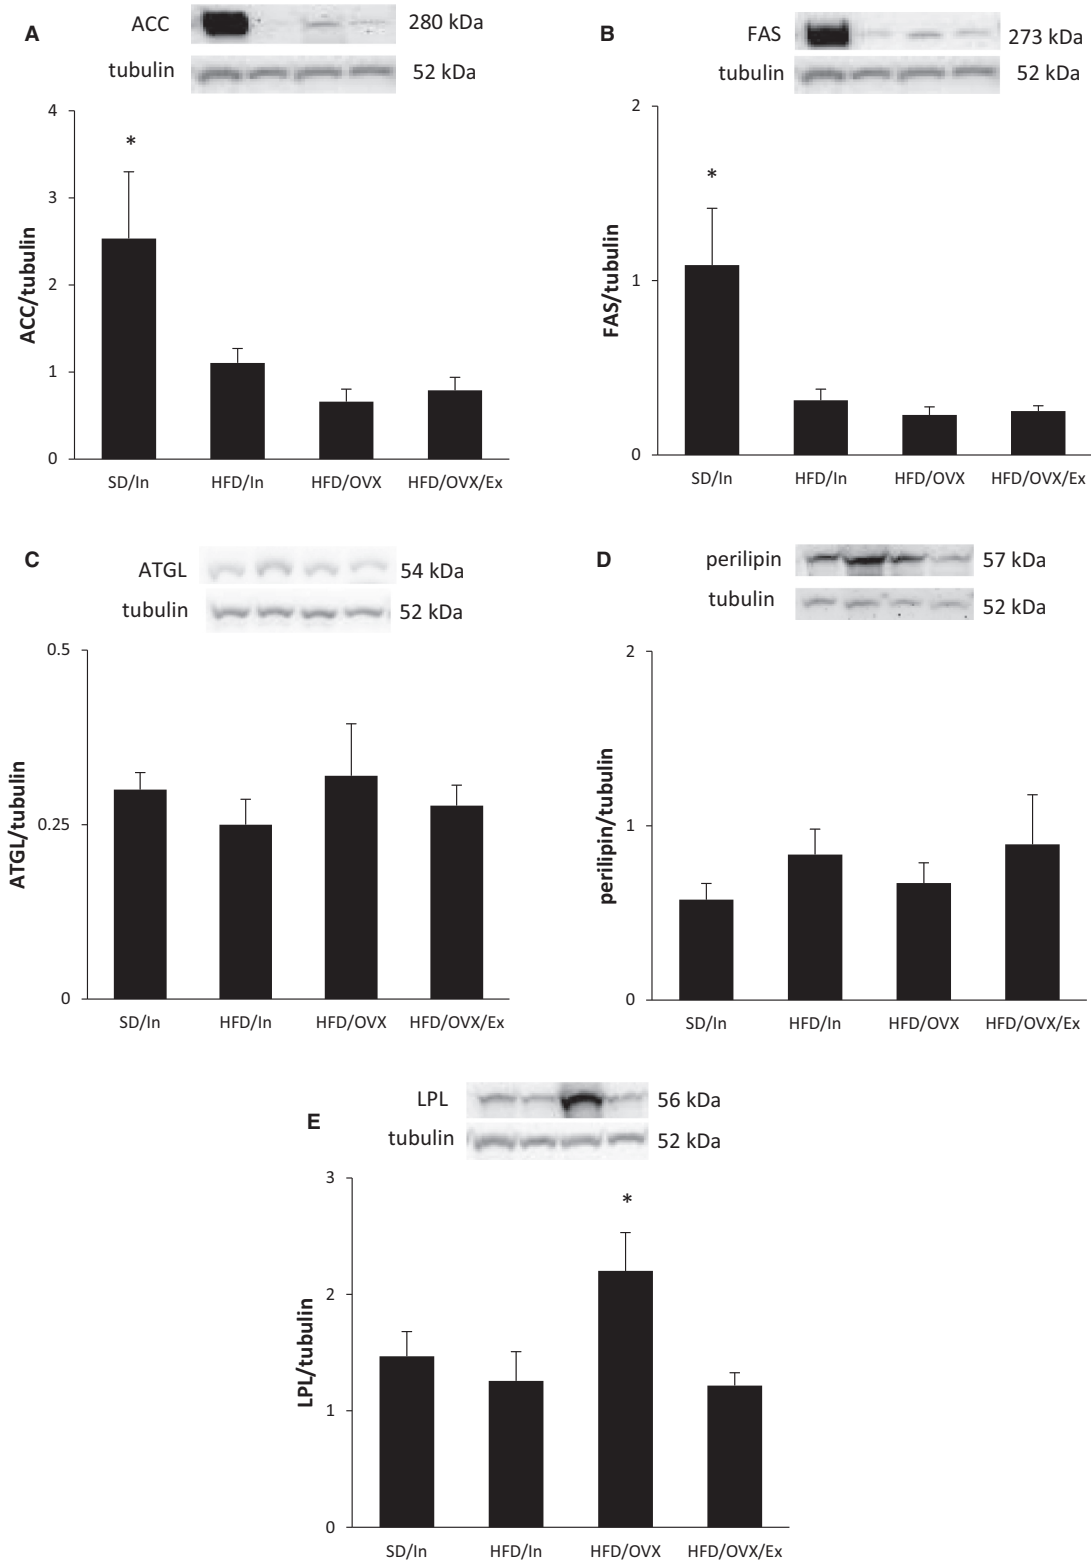 A
ACC
280 kDa
tubulin
52 kDa
4
3
2
1
0
*
ACC/tubulin
SD/In
HFD/In
HFD/OVX
HFD/OVX/Ex
B
FAS
273 kDa
tubulin
52 kDa
2
1
0
*
FAS/tubulin
SD/In
HFD/In
HFD/OVX
HFD/OVX/Ex
C
ATGL
54 kDa
tubulin
52 kDa
0.5
0.25
0
ATGL/tubulin
SD/In
HFD/In
HFD/OVX
HFD/OVX/Ex
D
perilipin
57 kDa
tubulin
52 kDa
2
1
0
perilipin/tubulin
SD/In
HFD/In
HFD/OVX
HFD/OVX/Ex
E
LPL
56 kDa
tubulin
52 kDa
3
2
1
0
*
LPL/tubulin
SD/In
HFD/In
HFD/OVX
HFD/OVX/Ex